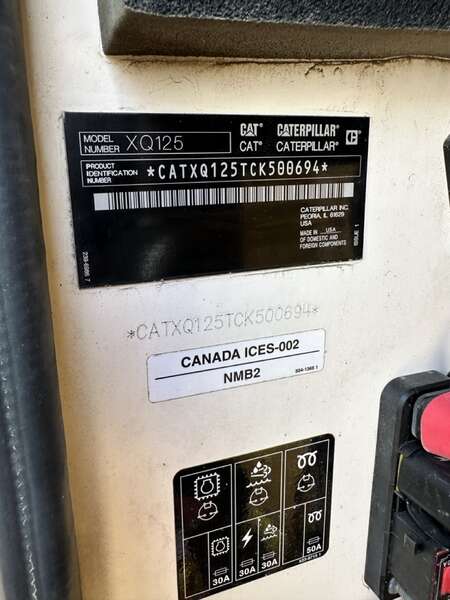 MODEL NUMBER XQ125 CAT® CATERPILLAR®
CAT® CATERPILLAR®
PRODUCT IDENTIFICATION NUMBER *CATXQ125TCK500694*
CATERPILLAR INC.
PEORIA, IL 61629
USA
MADE IN USA
OF DOMESTIC AND
FOREIGN COMPONENTS
*CATXQ125TCK500694*
CANADA ICES-002
NMB2
30A 30A 30A 50A